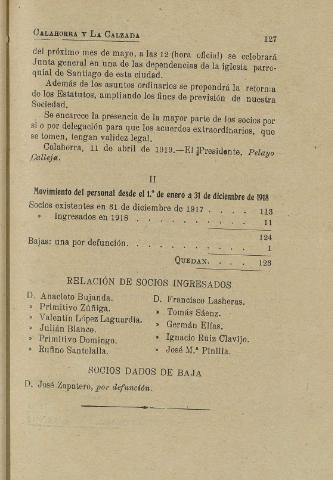 CALAHORRA Y LA CALZADA 127
del próximo mes de mayo, a las 12 (hora oficial) se celebrará
Junta general en una de las dependencias de la iglesia parro-
quial de Santiago de esta ciudad.
Además de los asuntos ordinarios se propendrá la reforma
de los Estatutos, ampliando los fines de previsión de nuestra
Sociedad.
Se encarece la presencia de la mayor parte de los socios por
si o por delegación para que los acuerdos extraordinarios, que
se tomen, tengan validez legal.
Calahorra, 11 de abril de 1919.—El Presidente, Pelayo
Calleja.
II
Movimiento del personal desde el 1.º de enero a 31 de diciembre de 1918
Socios existentes en 31 de diciembre de 1917 . . . . 113
» ingresados en 1918 . . . . . . . . . . 11
124
Bajas: una por defunción. . . . . . . . . . . 1
QUEDAN. . . . 123
RELACIÓN DE SOCIOS INGRESADOS
D. Anacleto Bujanda.
» Primitivo Zúñiga.
» Valentín López Laguardia.
» Julián Blanco.
» Primitivo Domingo.
» Rufino Santolalla.
D. Francisco Lasheras.
» Tomás Sáenz.
» Germán Elías.
» Ignacio Ruiz Clavijo.
» José M.ª Pinilla.
SOCIOS DADOS DE BAJA
D. José Zapatero, por defunción.